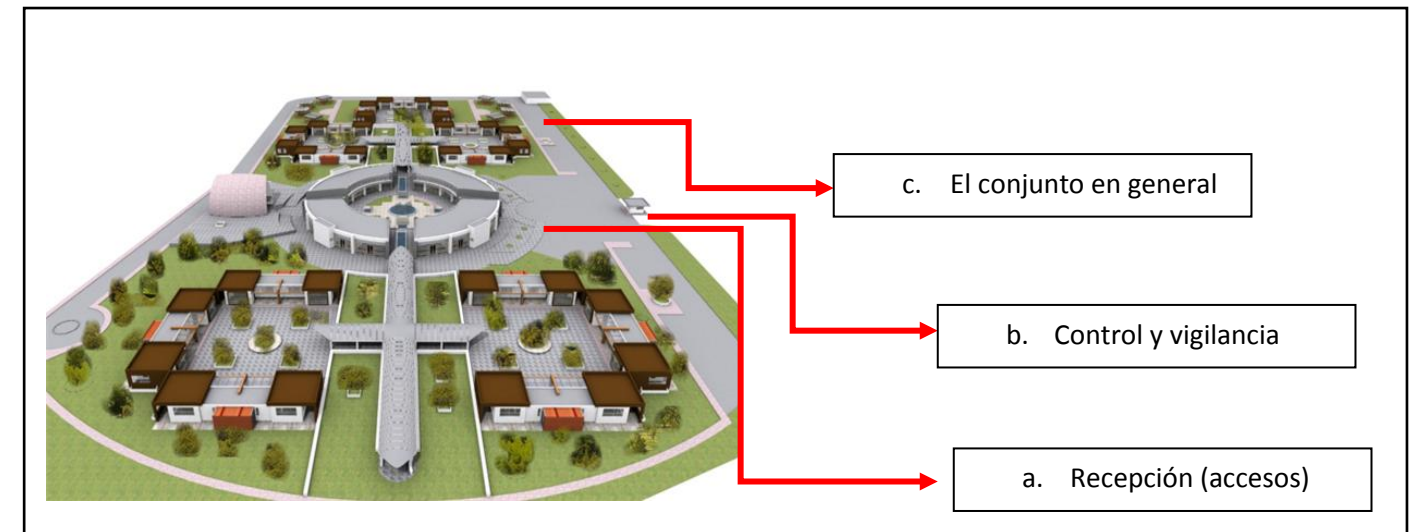 c. El conjunto en general
b. Control y vigilancia
a. Recepción (accesos)